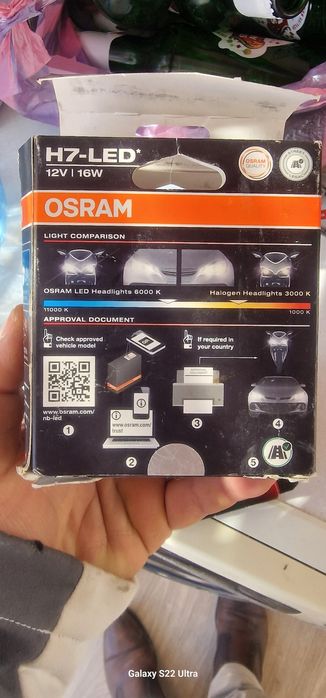 H7-LED*
12V | 16W
OSRAM
QUALITY
STREET
OSRAM
LIGHT COMPARISON
OSRAM LED Headlights 6000 K
Halogen Headlights 3000 K
11000 K
1000 K
APPROVAL DOCUMENT
Check approved
vehicle model
If required in
your country
www.osram.com/
nb-led
www.osram.com/
trust
1
2
3
4
5
Galaxy S22 Ultra